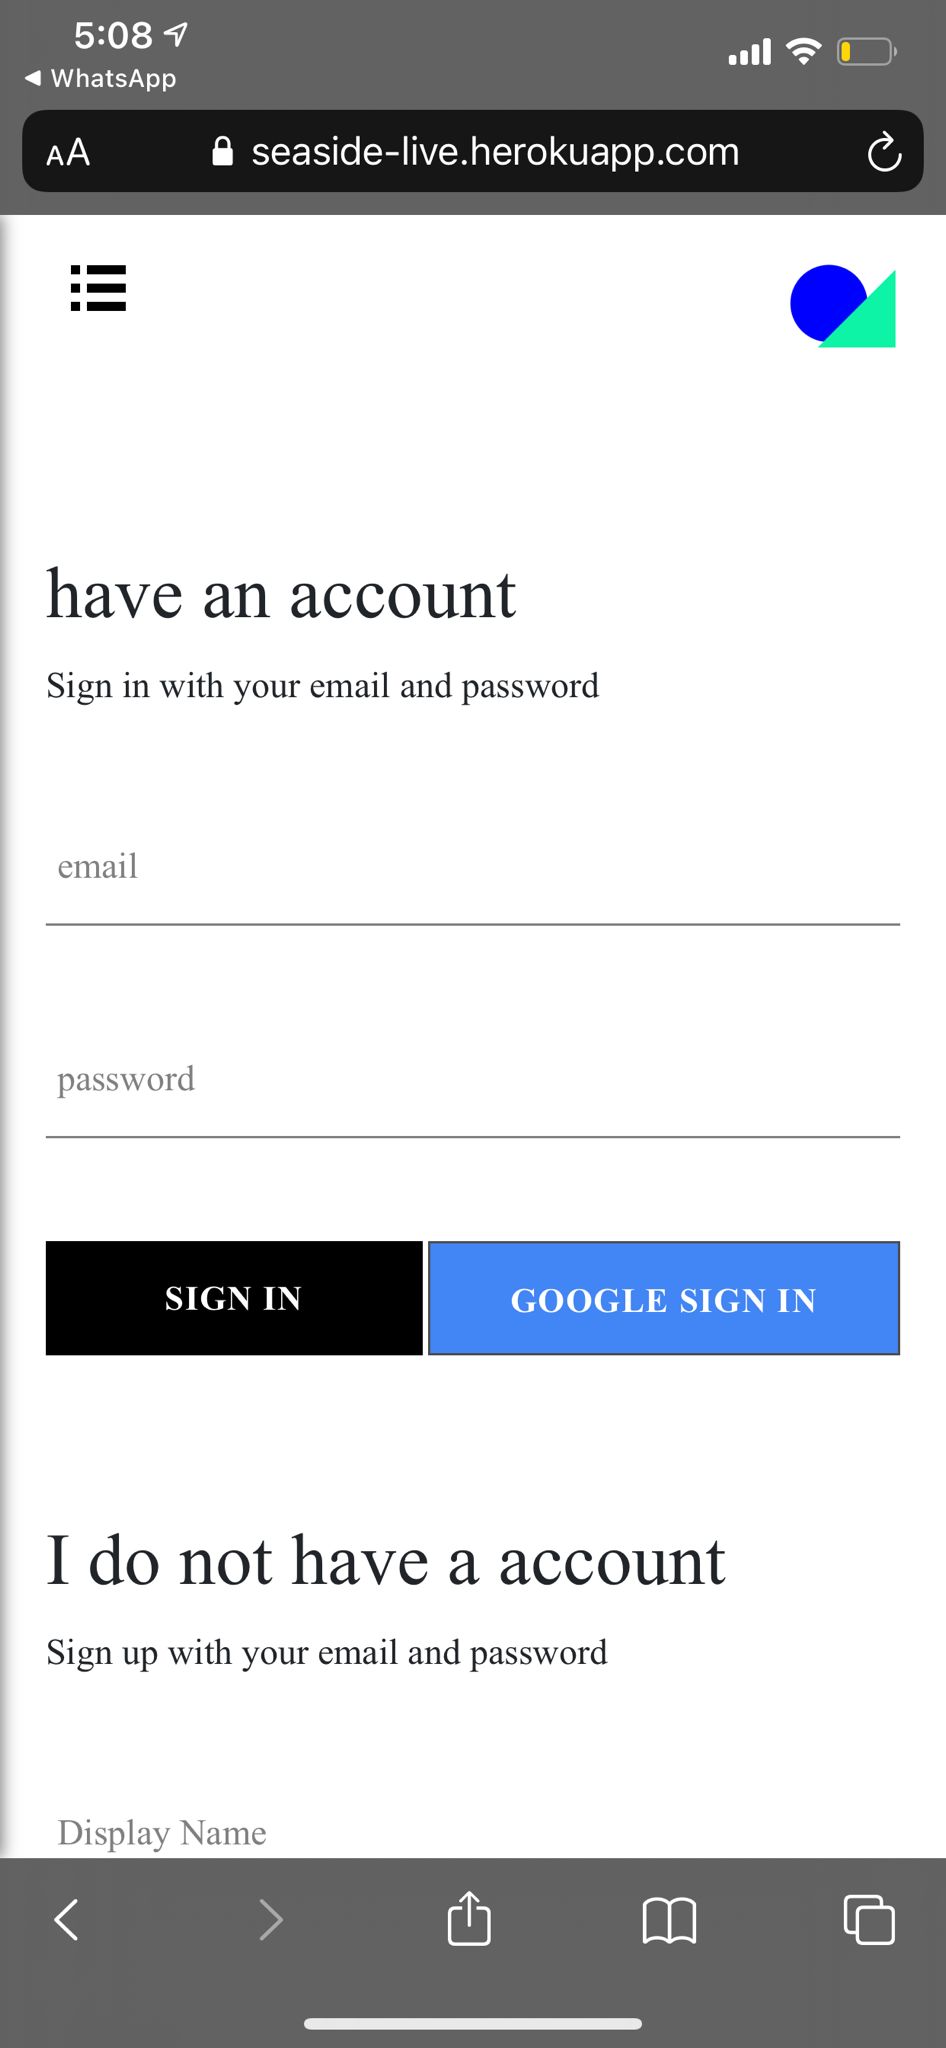 5:08
◀ WhatsApp
AA seaside-live.herokuapp.com
have an account
Sign in with your email and password
email
password
SIGN IN GOOGLE SIGN IN
I do not have a account
Sign up with your email and password
Display Name